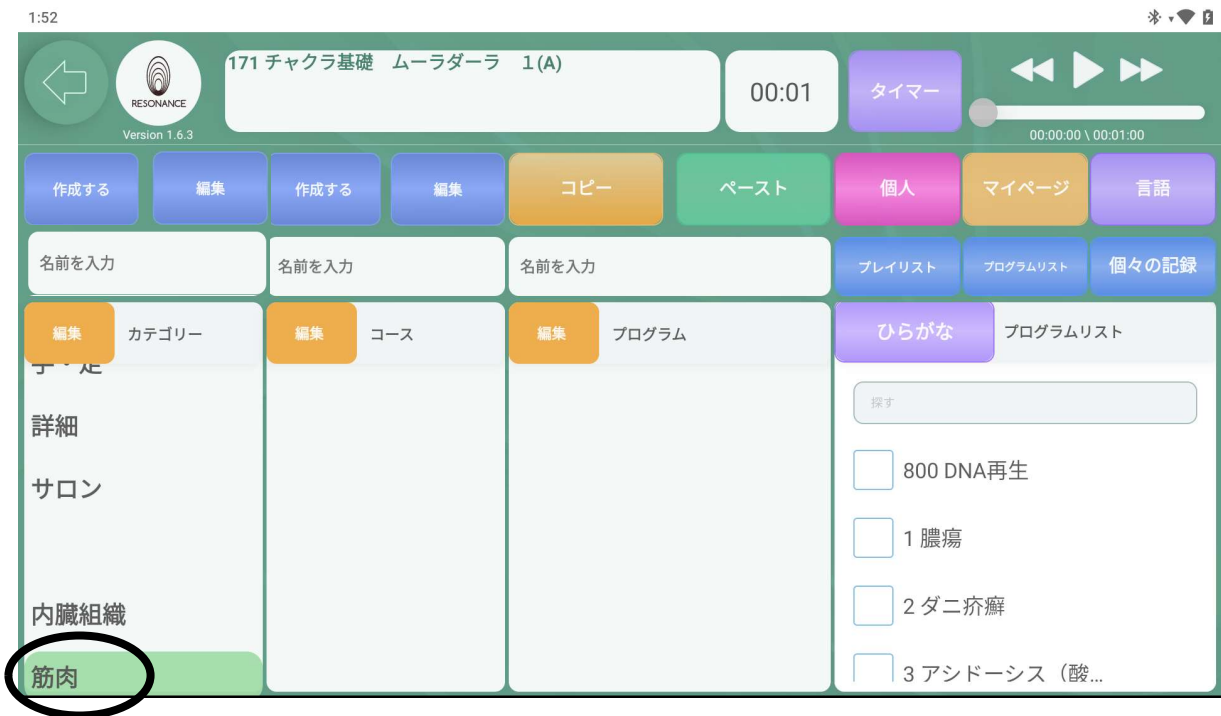 1:52
171 チャクラ基礎　ムーラダーラ　１(A)
RESONANCE
Version 1.6.3
00:01
タイマー
00:00:00 \ 00:01:00
作成する 編集 作成する 編集 コピー ペースト 個人 マイページ 言語
名前を入力 名前を入力 名前を入力 プレイリスト プログラムリスト 個々の記録
編集 カテゴリー 編集 コース 編集 プログラム ひらがな プログラムリスト
・足
探す
詳細
800 DNA再生
サロン
1 膿瘍
2 ダニ疥癬
内臓組織
筋肉
3 アシドーシス（酸...